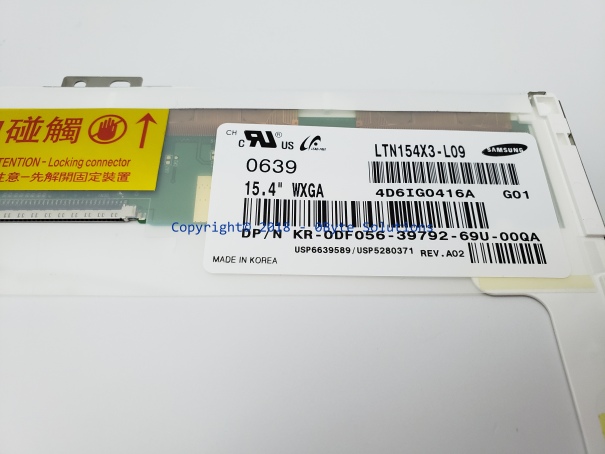 碰觸
ATTENTION - Locking connector
注意 - 先解開固定裝置
CH
C
US
LTN154X3-L09
SAMSUNG
0639
15.4" WXGA
4D6IG0416A G01
Copyright© 2018 - 0Byte Solutions
DP/N KR-0DF056-39792-69U-00QA
USP6639589/USP5280371 REV.A02
MADE IN KOREA